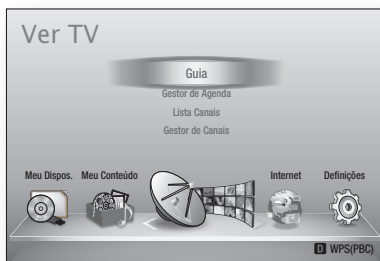 Ver TV
Guia
Gestor de Agenda
Lista Canais
Gestor de Canais
Meu Dispos. Meu Conteúdo Internet Definições
D WPS(PBC)